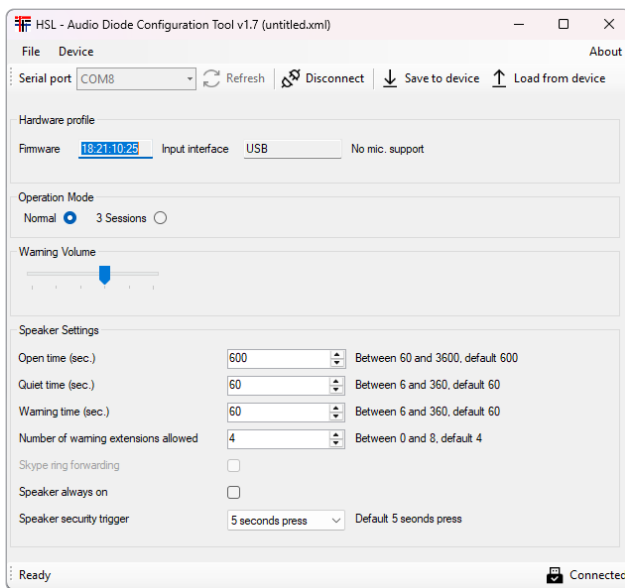 HSL - Audio Diode Configuration Tool v1.7 (untitled.xml)
File Device About
Serial port COM8 Refresh Disconnect Save to device Load from device
Hardware profile
Firmware 18:21:10:25 Input interface USB No mic. support
Operation Mode
Normal 3 Sessions
Warning Volume
Speaker Settings
Open time (sec.) 600 Between 60 and 3600, default 600
Quiet time (sec.) 60 Between 6 and 360, default 60
Warning time (sec.) 60 Between 6 and 360, default 60
Number of warning extensions allowed 4 Between 0 and 8, default 4
Skype ring forwarding
Speaker always on
Speaker security trigger 5 seconds press Default 5 seonds press
Ready Connected